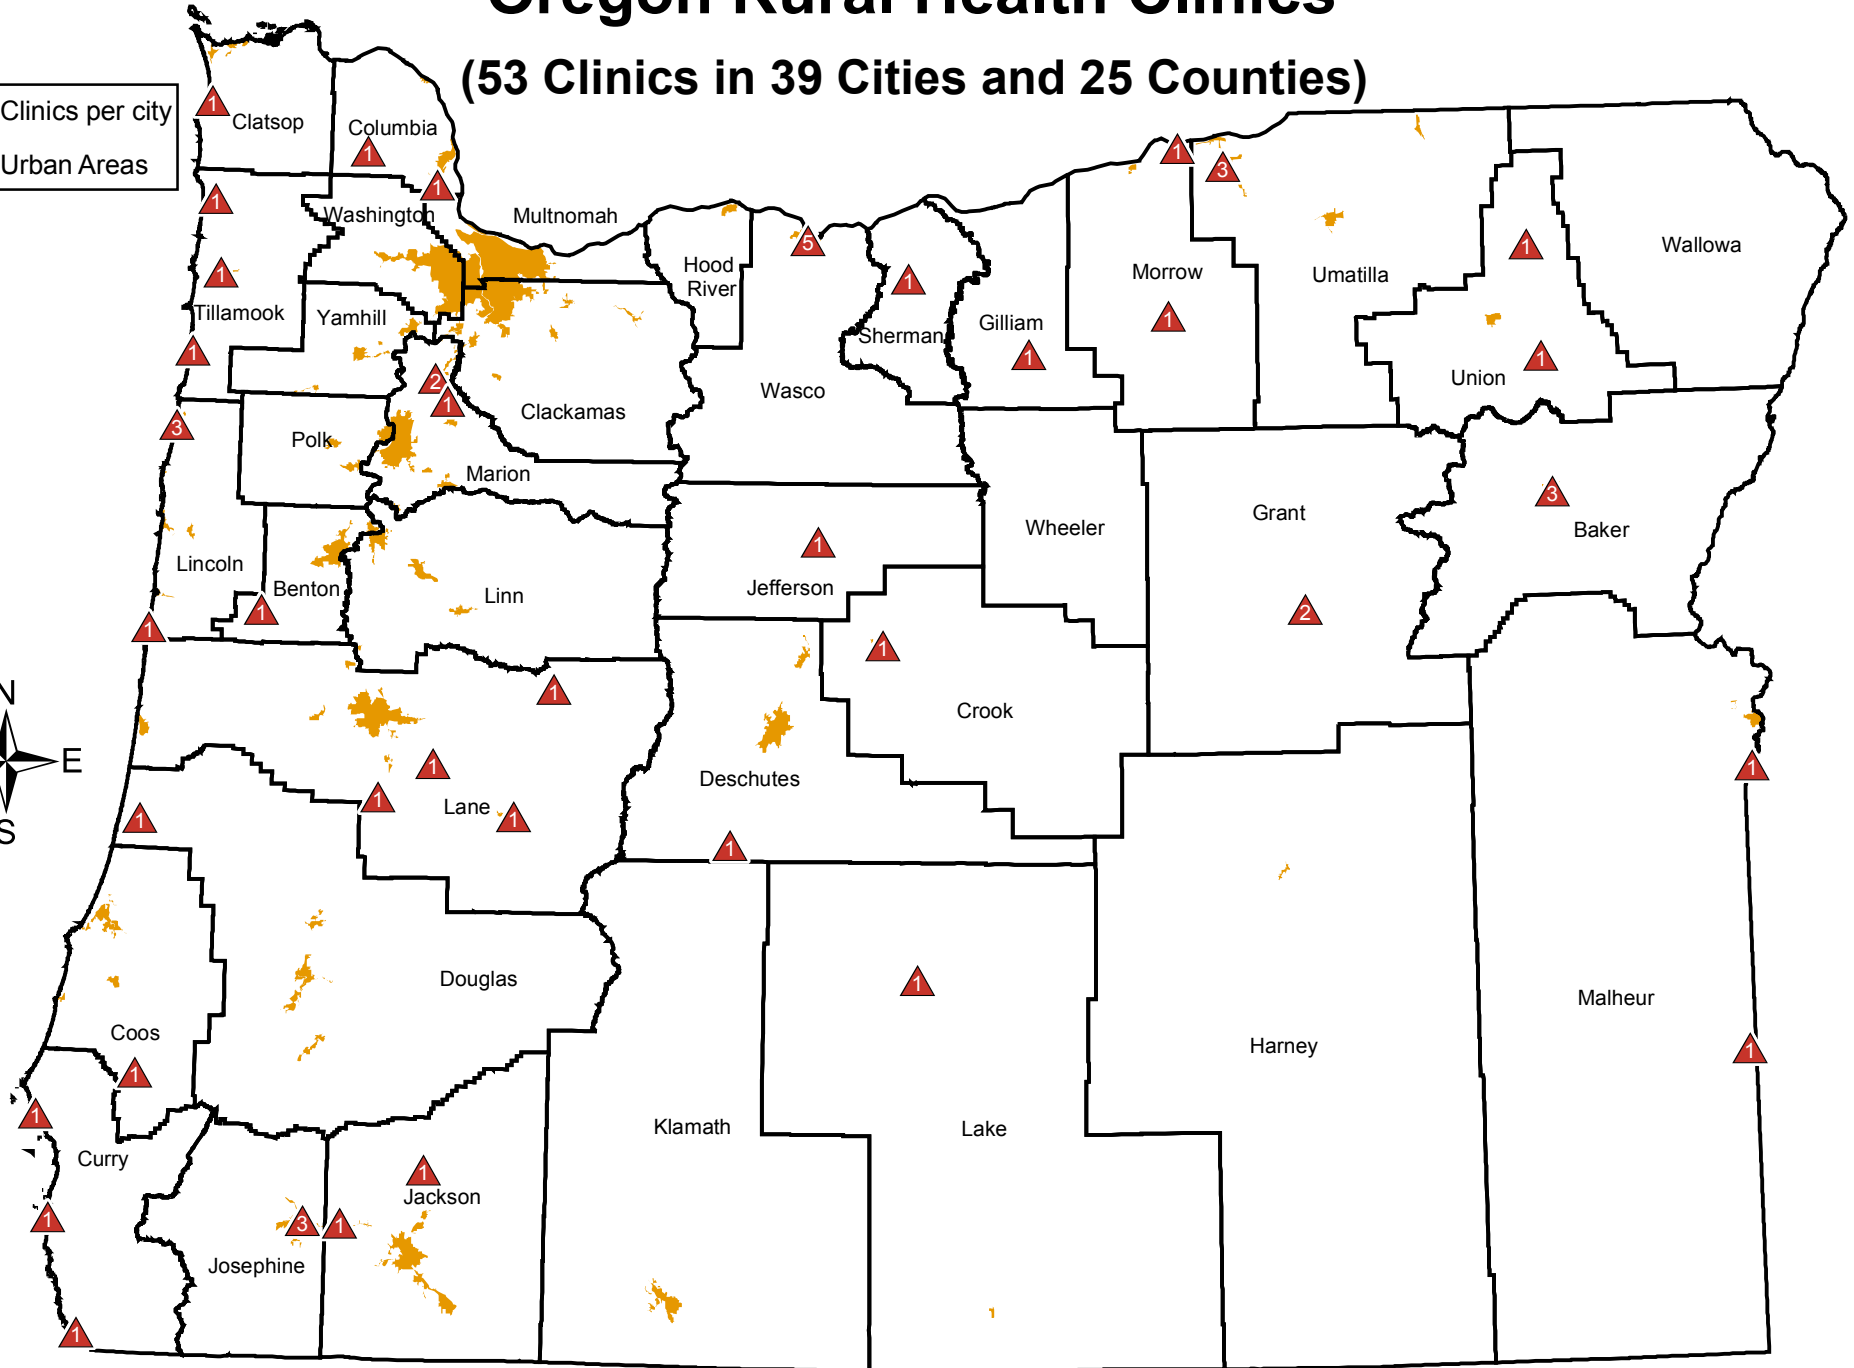 Oregon Rural Health Clinics
(53 Clinics in 39 Cities and 25 Counties)
Clinics per city
Urban Areas
1
Clatsop
Columbia
1
1
3
1
1
Washington
Multnomah
5
1
Wallowa
1
Hood
River
Morrow
Umatilla
1
Tillamook
Yamhill
Sherman
Gilliam
1
1
1
1
Union
2
1
Wasco
Clackamas
3
Polk
Marion
3
Baker
Grant
Wheeler
1
Jefferson
Lincoln
Benton
Linn
1
1
2
1
N
E
S
1
Crook
1
1
Deschutes
1
Lane
1
1
1
1
Douglas
1
Malheur
Coos
1
Harney
1
1
Klamath
Lake
Curry
1
Jackson
1
3
1
Josephine
1